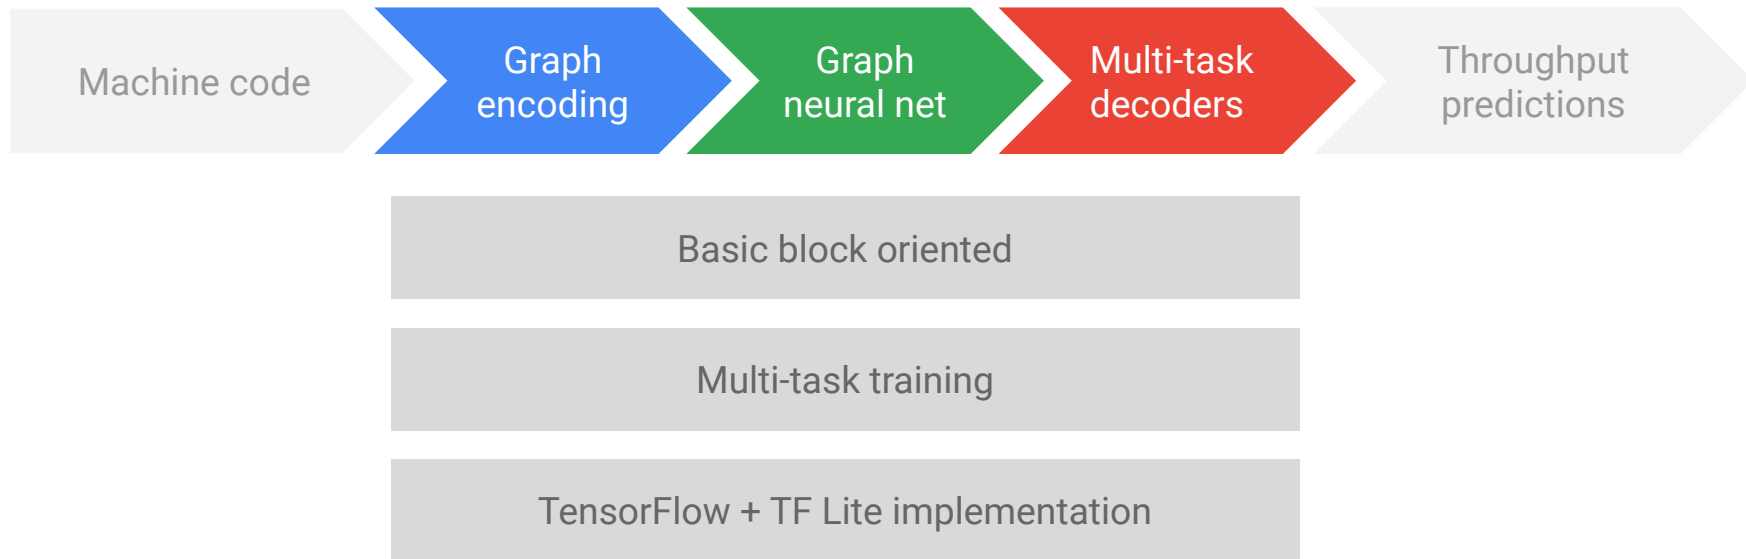 Machine code
Graph
encoding
Graph
neural net
Multi-task
decoders
Throughput
predictions
Basic block oriented
Multi-task training
TensorFlow + TF Lite implementation